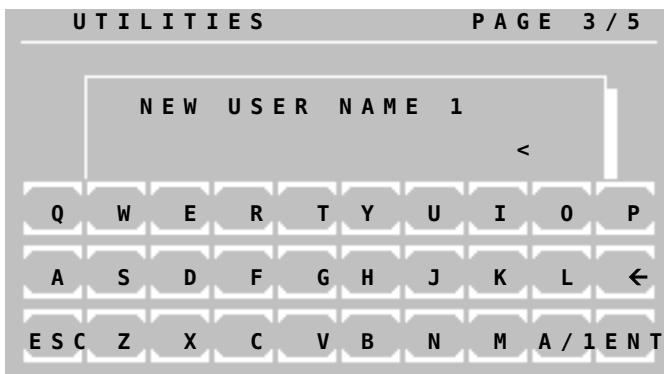 UTILITIES PAGE 3/5
NEW USER NAME 1
<
Q W E R T Y U I O P
A S D F G H J K L ←
ESC Z X C V B N M A/1 ENT